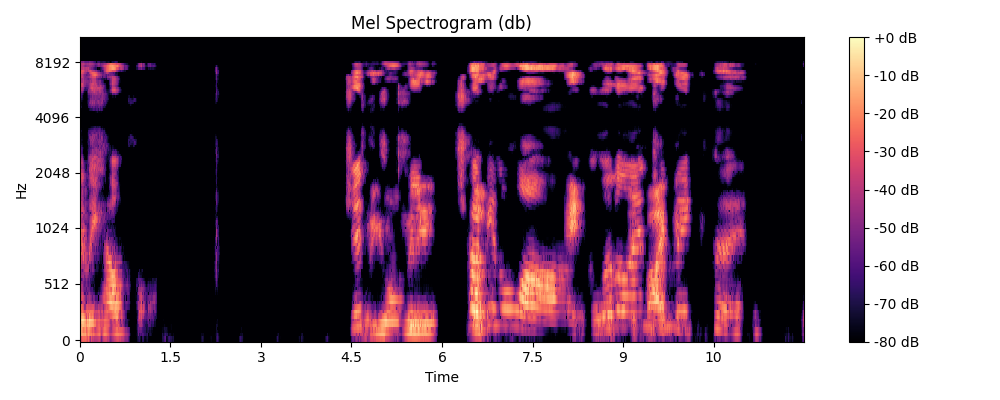 Mel Spectrogram (db)
+0 dB
8192
-10 dB
4096
-20 dB
-30 dB
2048
Hz
-40 dB
1024
-50 dB
-60 dB
512
-70 dB
0
-80 dB
0 1.5 3 4.5 6 7.5 9 10
Time